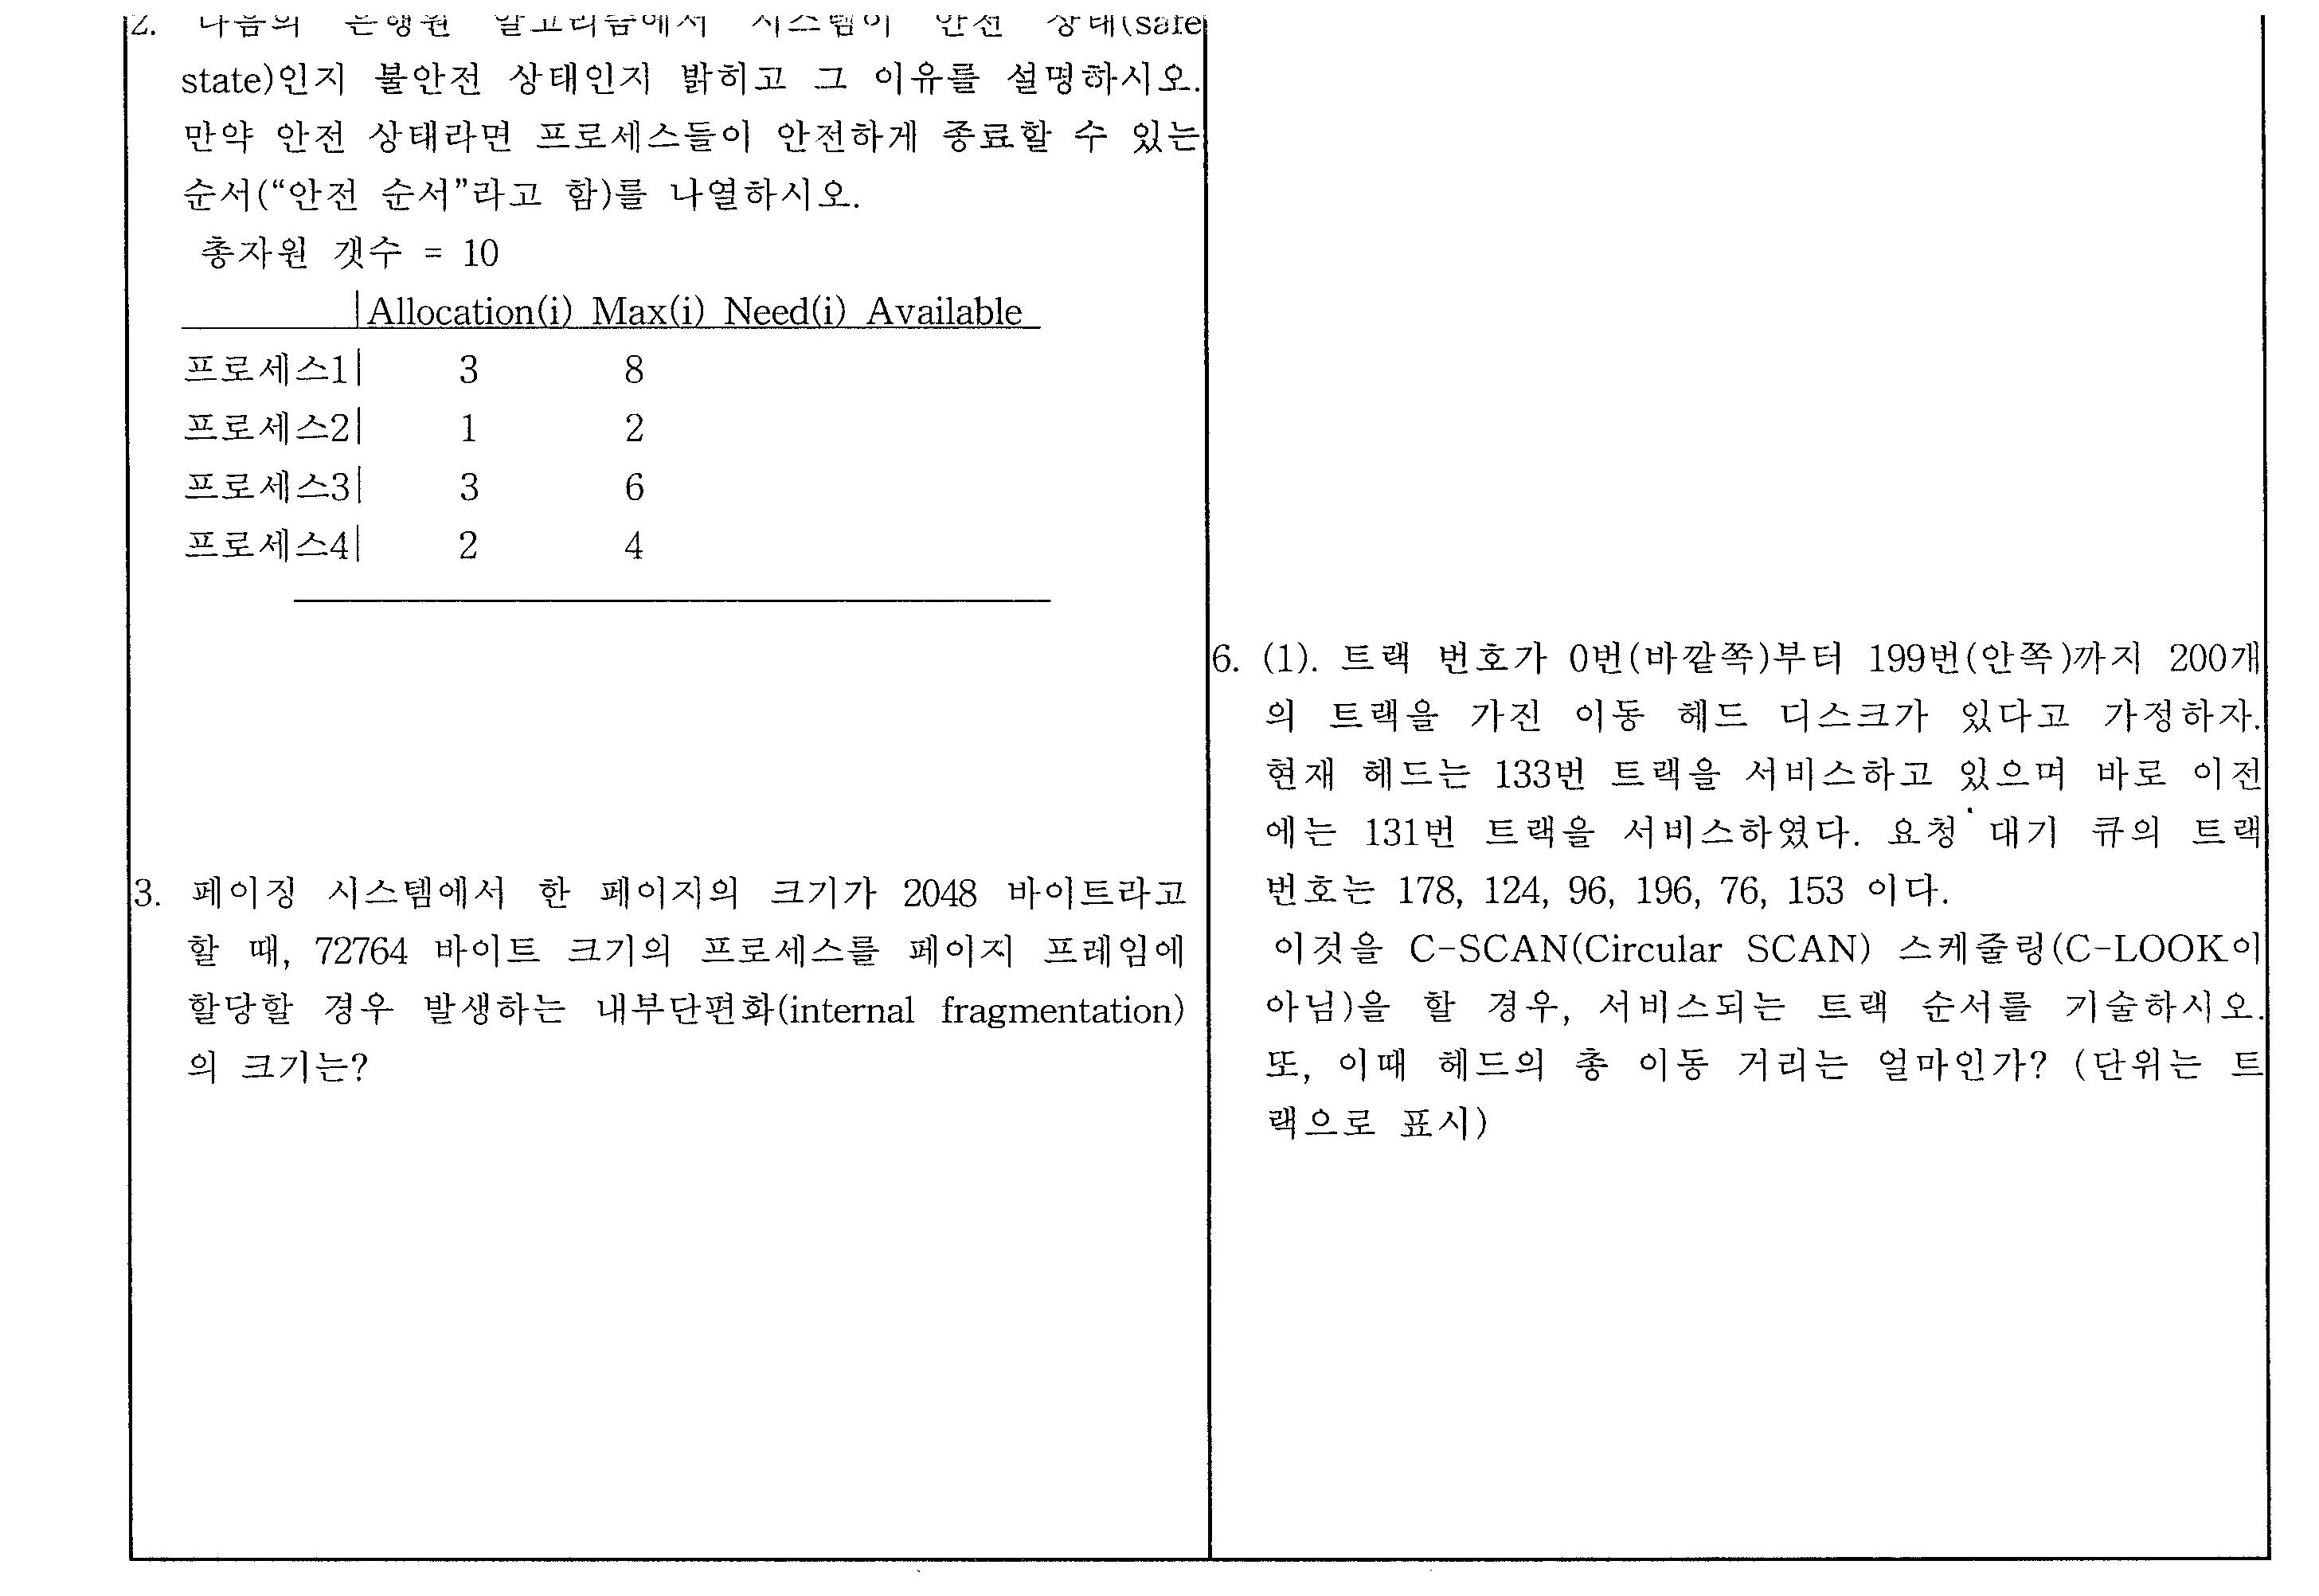 2. 다음의 은행원 알고리즘에서 시스템이 안전 상태(safe
state)인지 불안전 상태인지 밝히고 그 이유를 설명하시오.
만약 안전 상태라면 프로세스들이 안전하게 종료할 수 있는
순서(“안전 순서”라고 함)를 나열하시오.
총자원 갯수 = 10
Allocation(i) Max(i) Need(i) Available
프로세스1| 3 8
프로세스2| 1 2
프로세스3| 3 6
프로세스4| 2 4
3. 페이징 시스템에서 한 페이지의 크기가 2048 바이트라고
할 때, 72764 바이트 크기의 프로세스를 페이지 프레임에
할당할 경우 발생하는 내부단편화(internal fragmentation)
의 크기는?
6. (1). 트랙 번호가 0번(바깥쪽)부터 199번(안쪽)까지 200개
의 트랙을 가진 이동 헤드 디스크가 있다고 가정하자.
현재 헤드는 133번 트랙을 서비스하고 있으며 바로 이전
에는 131번 트랙을 서비스하였다. 요청 대기 큐의 트랙
번호는 178, 124, 96, 196, 76, 153 이다.
이것을 C-SCAN(Circular SCAN) 스케줄링(C-LOOK이
아님)을 할 경우, 서비스되는 트랙 순서를 기술하시오.
또, 이때 헤드의 총 이동 거리는 얼마인가? (단위는 트
랙으로 표시)